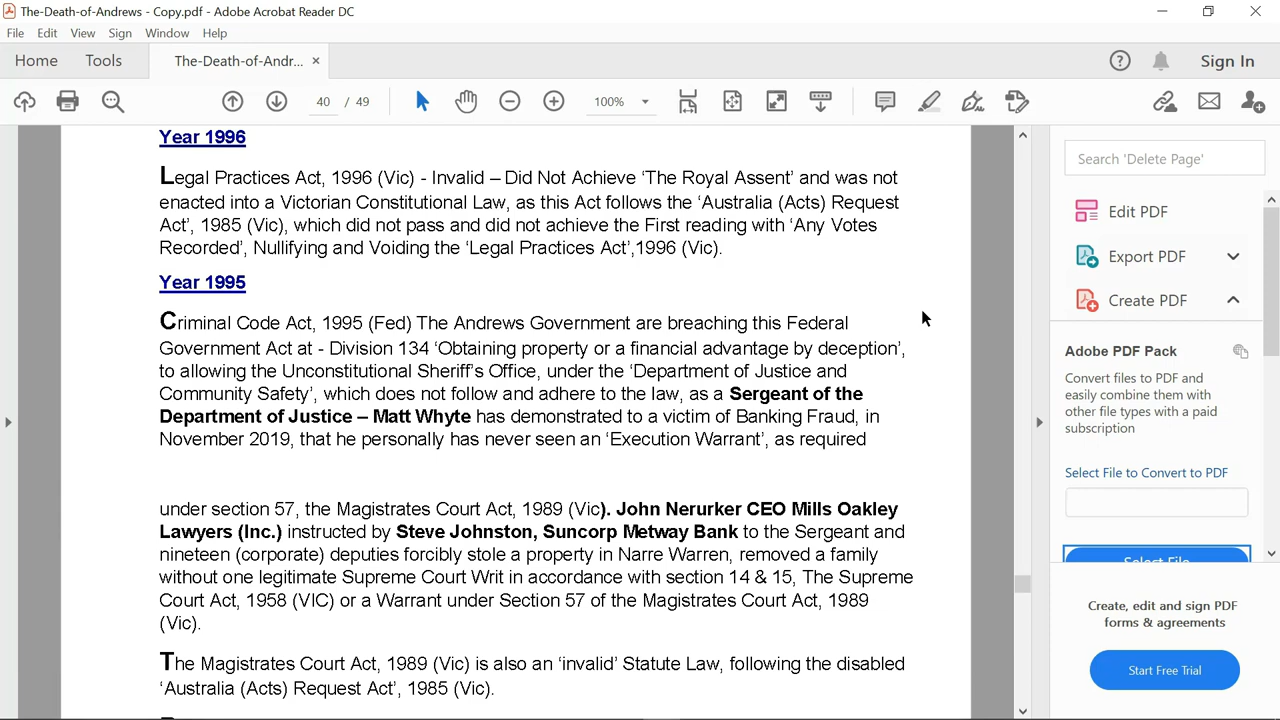 The-Death-of-Andrews - Copy.pdf - Adobe Acrobat Reader DC
File Edit View Sign Window Help
Home Tools The-Death-of-Andr... × Sign In
40 / 49 100%
Year 1996
Legal Practices Act, 1996 (Vic) - Invalid – Did Not Achieve ‘The Royal Assent’ and was not
enacted into a Victorian Constitutional Law, as this Act follows the ‘Australia (Acts) Request
Act’, 1985 (Vic), which did not pass and did not achieve the First reading with ‘Any Votes
Recorded’, Nullifying and Voiding the ‘Legal Practices Act’,1996 (Vic).
Year 1995
Criminal Code Act, 1995 (Fed) The Andrews Government are breaching this Federal
Government Act at - Division 134 ‘Obtaining property or a financial advantage by deception’,
to allowing the Unconstitutional Sheriff’s Office, under the ‘Department of Justice and
Community Safety’, which does not follow and adhere to the law, as a Sergeant of the
Department of Justice – Matt Whyte has demonstrated to a victim of Banking Fraud, in
November 2019, that he personally has never seen an ‘Execution Warrant’, as required
under section 57, the Magistrates Court Act, 1989 (Vic). John Nerurker CEO Mills Oakley
Lawyers (Inc.) instructed by Steve Johnston, Suncorp Metway Bank to the Sergeant and
nineteen (corporate) deputies forcibly stole a property in Narre Warren, removed a family
without one legitimate Supreme Court Writ in accordance with section 14 & 15, The Supreme
Court Act, 1958 (VIC) or a Warrant under Section 57 of the Magistrates Court Act, 1989
(Vic).
The Magistrates Court Act, 1989 (Vic) is also an ‘invalid’ Statute Law, following the disabled
‘Australia (Acts) Request Act’, 1985 (Vic).
Search 'Delete Page'
Edit PDF
Export PDF
Create PDF
Adobe PDF Pack
Convert files to PDF and
easily combine them with
other file types with a paid
subscription
Select File to Convert to PDF
Select File
Create, edit and sign PDF
forms & agreements
Start Free Trial